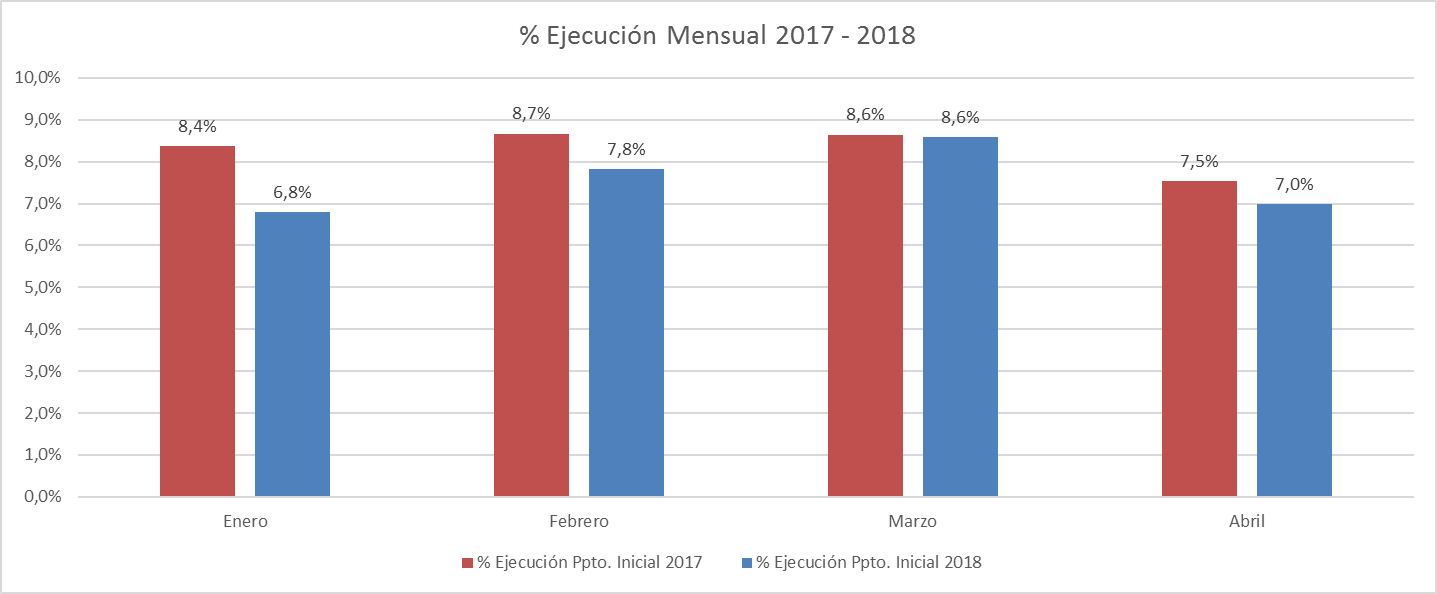 % Ejecución Mensual 2017 - 2018
10,0%
9,0%
8,0%
7,0%
6,0%
5,0%
4,0%
3,0%
2,0%
1,0%
0,0%
8,4%
6,8%
8,7%
7,8%
8,6%
8,6%
7,5%
7,0%
Enero
Febrero
Marzo
Abril
% Ejecución Ppto. Inicial 2017
% Ejecución Ppto. Inicial 2018